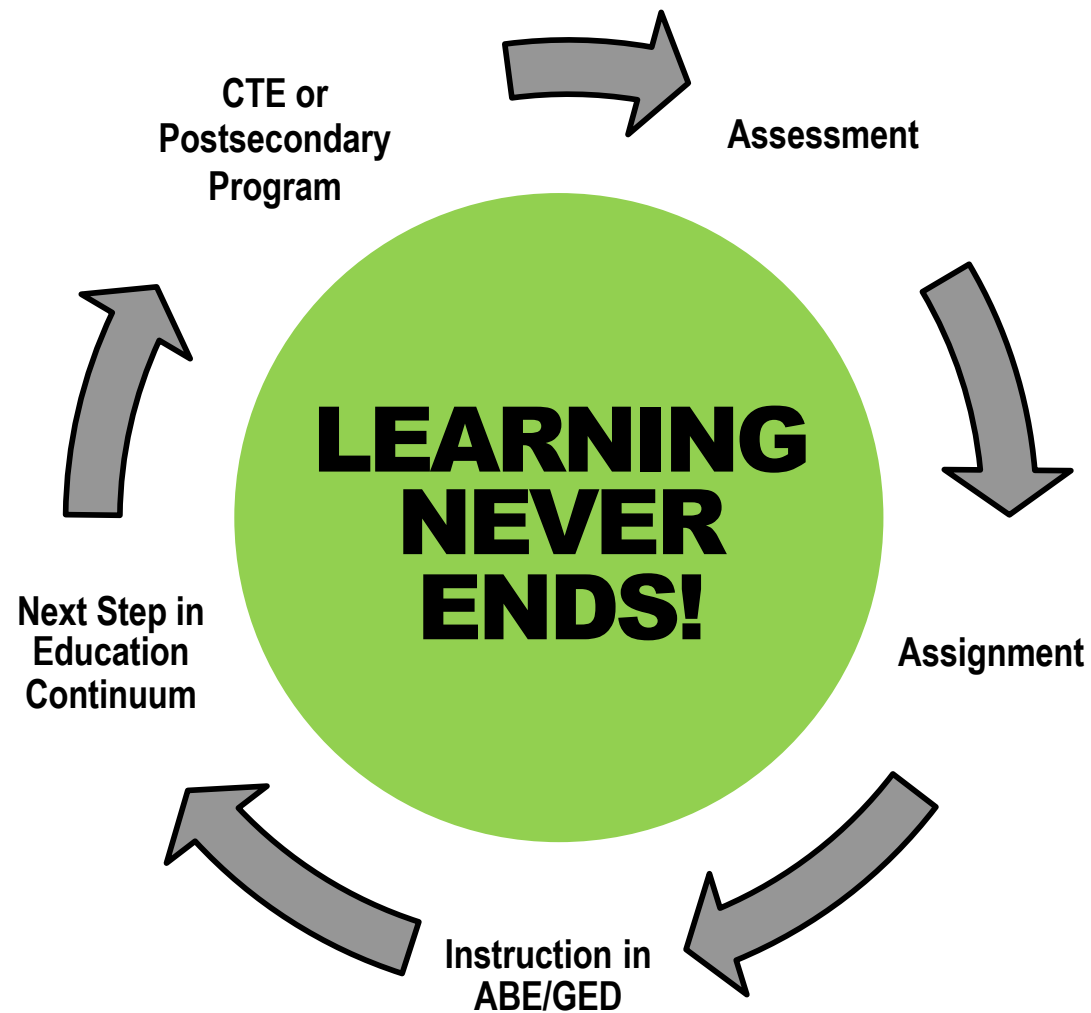 CTE or
Postsecondary
Program
Assessment
LEARNING
NEVER
ENDS!
Next Step in
Education
Continuum
Assignment
Instruction in
ABE/GED